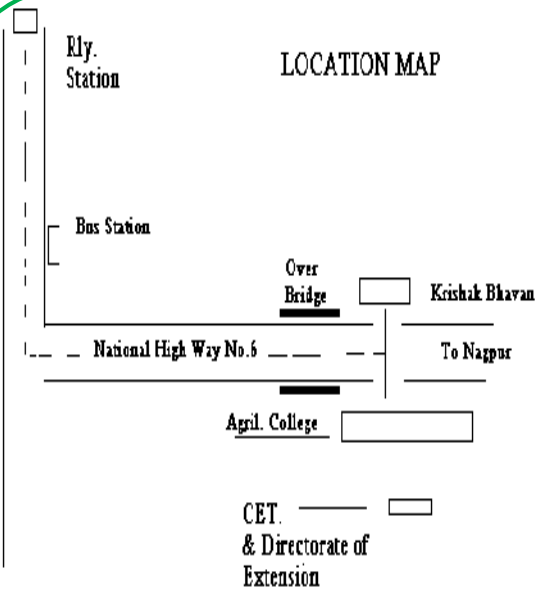 Rly.
Station
LOCATION MAP
Bus Station
Over
Bridge
Krishak Bhavan
National High Way No.6
To Nagpur
Agril. College
CET.
& Directorate of
Extension